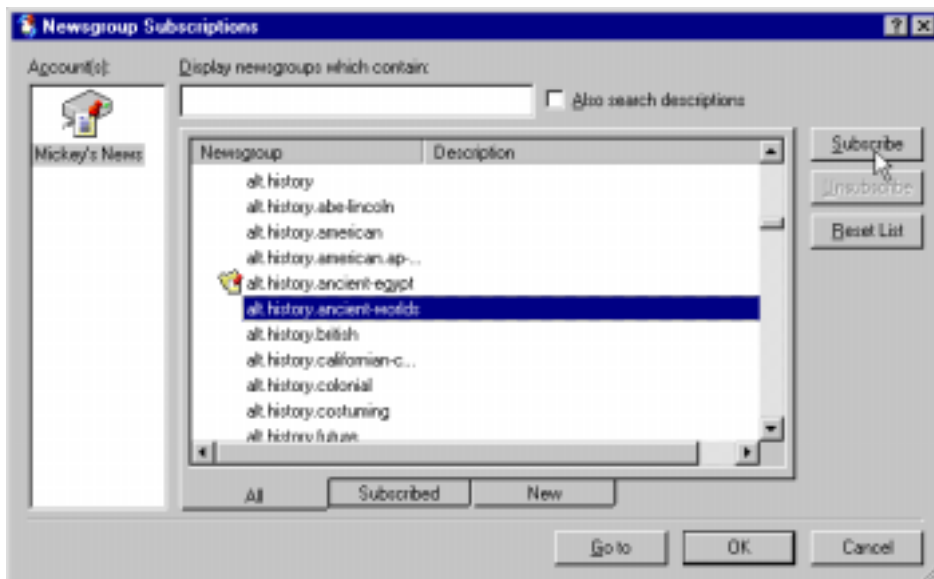 Newsgroup Subscriptions
Account(s):
Display newsgroups which contain:
Also search descriptions
Mickey's News
Newsgroup Description
Subscribe
alt.history
Unsubscribe
alt.history.abe-lincoln
alt.history.american
Reset List
alt.history.american.ap-...
alt.history.ancient-egypt
alt.history.ancient-worlds
alt.history.british
alt.history.californian-c...
alt.history.colonial
alt.history.costuming
alt.history.future
All Subscribed New
Go to OK Cancel